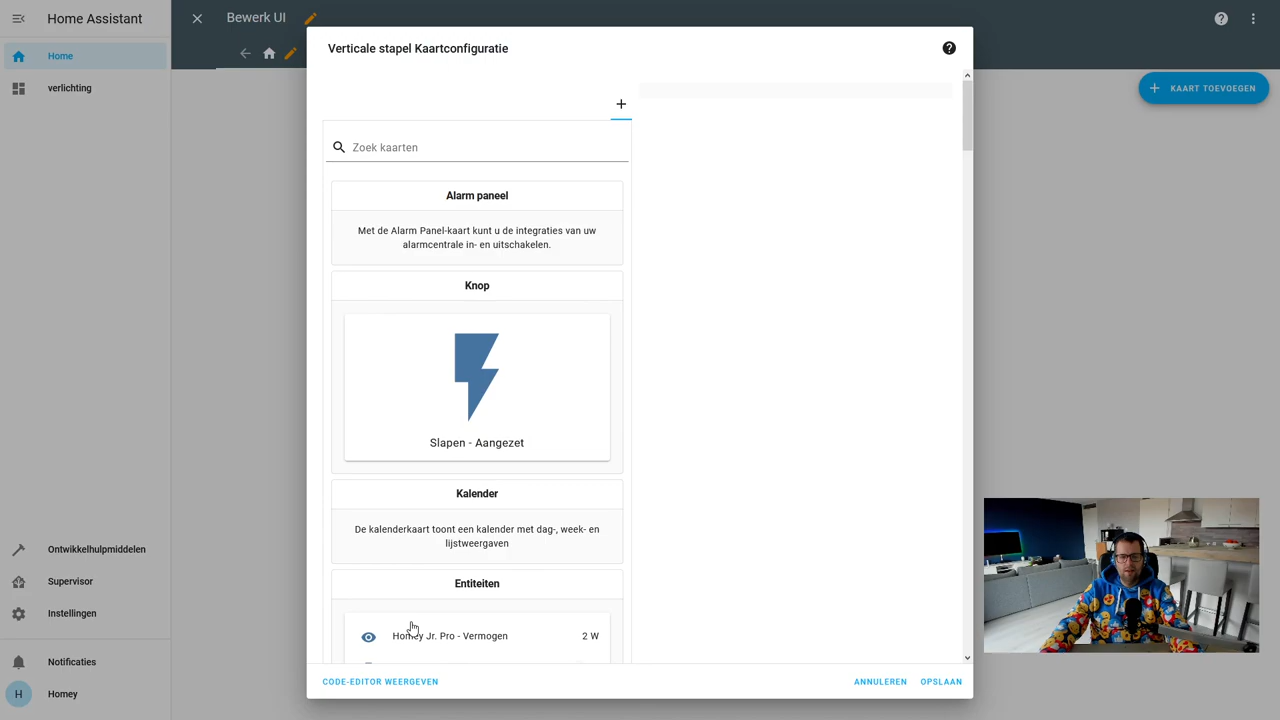 Home Assistant
Bewerk UI
Home
verlichting
Ontwikkelhulpmiddelen
Supervisor
Instellingen
Notificaties
H
Homey
KAART TOEVOEGEN
Verticale stapel Kaartconfiguratie
Zoek kaarten
Alarm paneel
Met de Alarm Panel-kaart kunt u de integraties van uw
alarmcentrale in- en uitschakelen.
Knop
Slapen - Aangezet
Kalender
De kalenderkaart toont een kalender met dag-, week- en
lijstweergaven
Entiteiten
Homey Jr. Pro - Vermogen 2 W
CODE-EDITOR WEERGEVEN
ANNULEREN
OPSLAAN